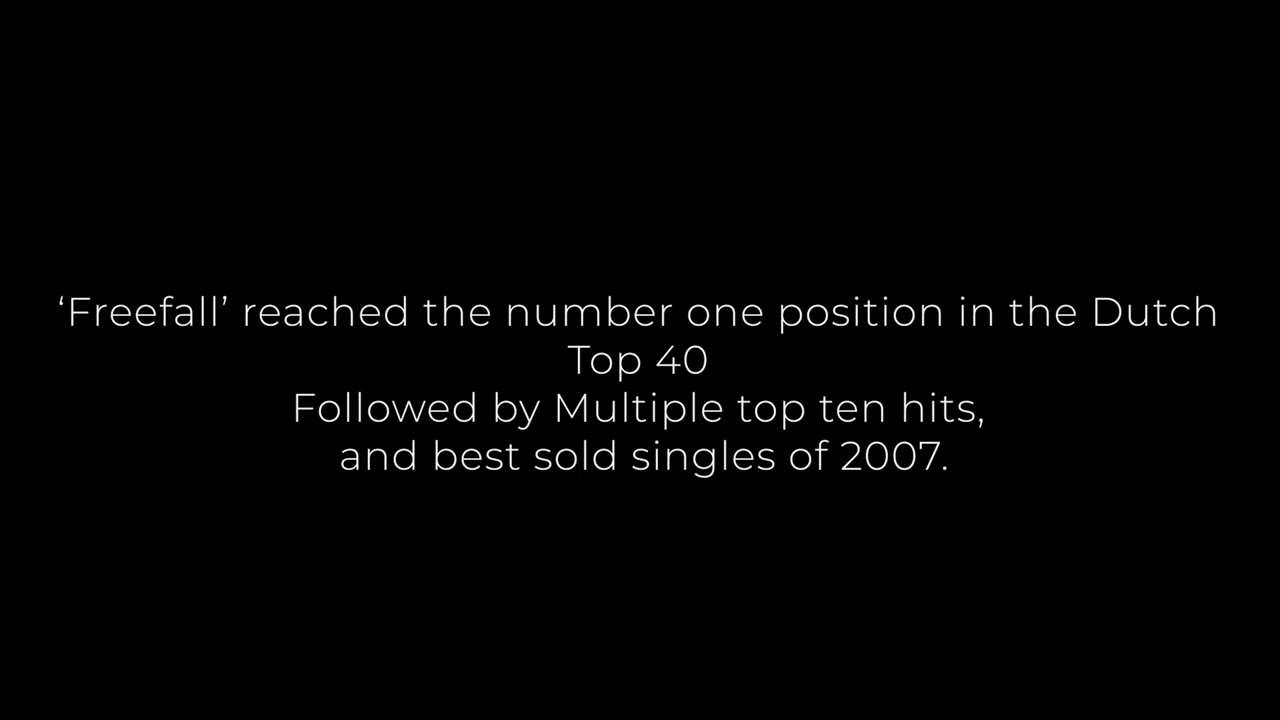 ‘Freefall’ reached the number one position in the Dutch
Top 40
Followed by Multiple top ten hits,
and best sold singles of 2007.